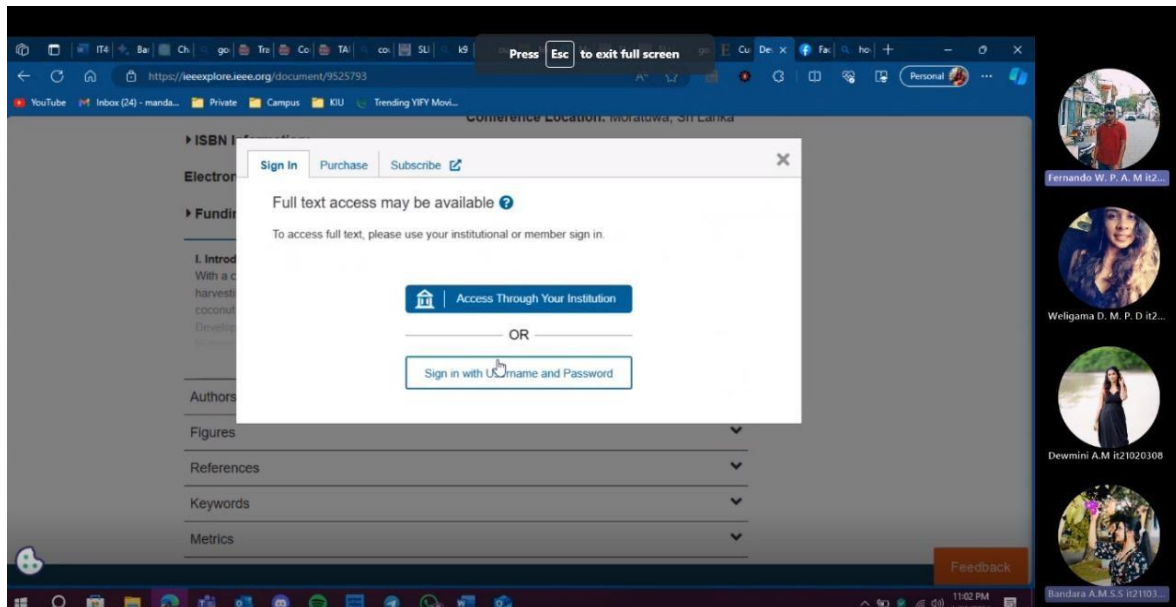 Press Esc to exit full screen
https://ieeexplore.ieee.org/document/9525793
Personal
YouTube
Inbox (24) - manda...
Private
Campus
KIU
Trending YIFY Movi...
Conference Location: Moratuwa, Sri Lanka
ISBN
Sign In
Purchase
Subscribe
Electron
Full text access may be available
Fundin
To access full text, please use your institutional or member sign in.
I. Introd
With a c
harvesti
coconut
Develo
Access Through Your Institution
OR
Sign in with Username and Password
Authors
Figures
References
Keywords
Metrics
Feedback
11:02 PM
Fernando W. P. A. M it2...
Weligama D. M. P. D it2...
Dewmini A.M it21020308
Bandara A.M.S.S it21103...